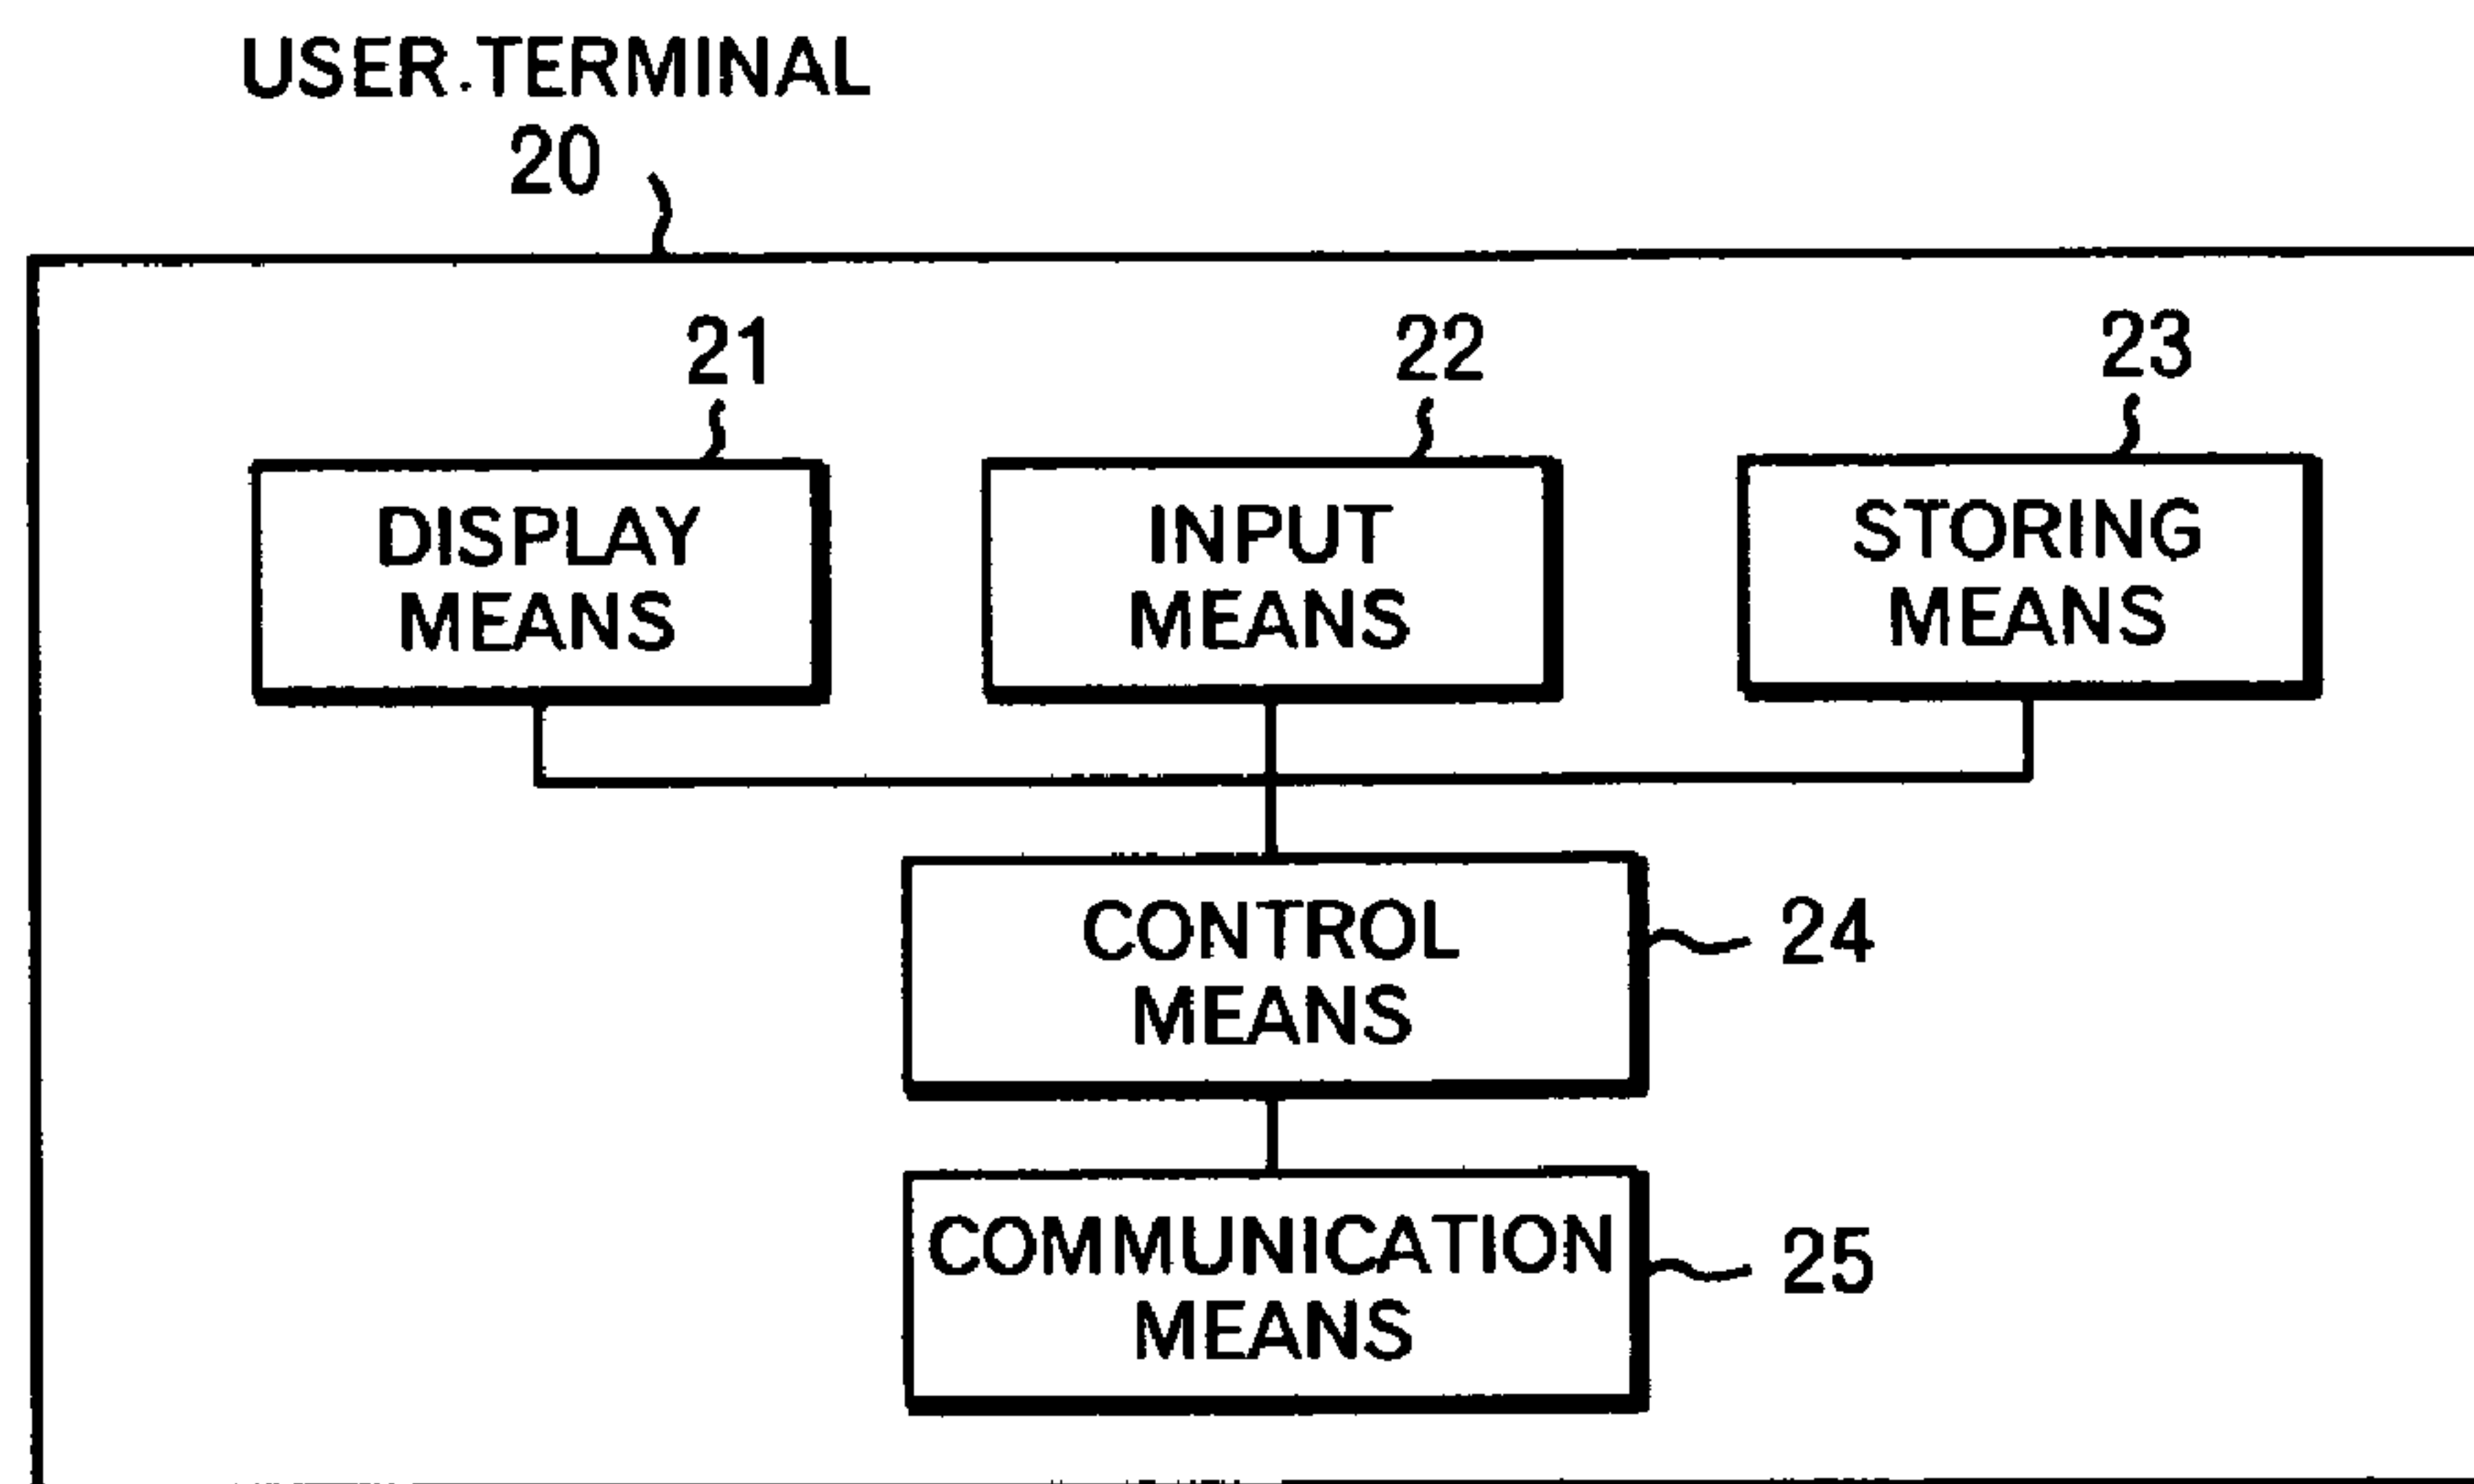 USER.TERMINAL
20
21
22
23
DISPLAY
MEANS
INPUT
MEANS
STORING
MEANS
CONTROL
MEANS
24
COMMUNICATION
MEANS
25